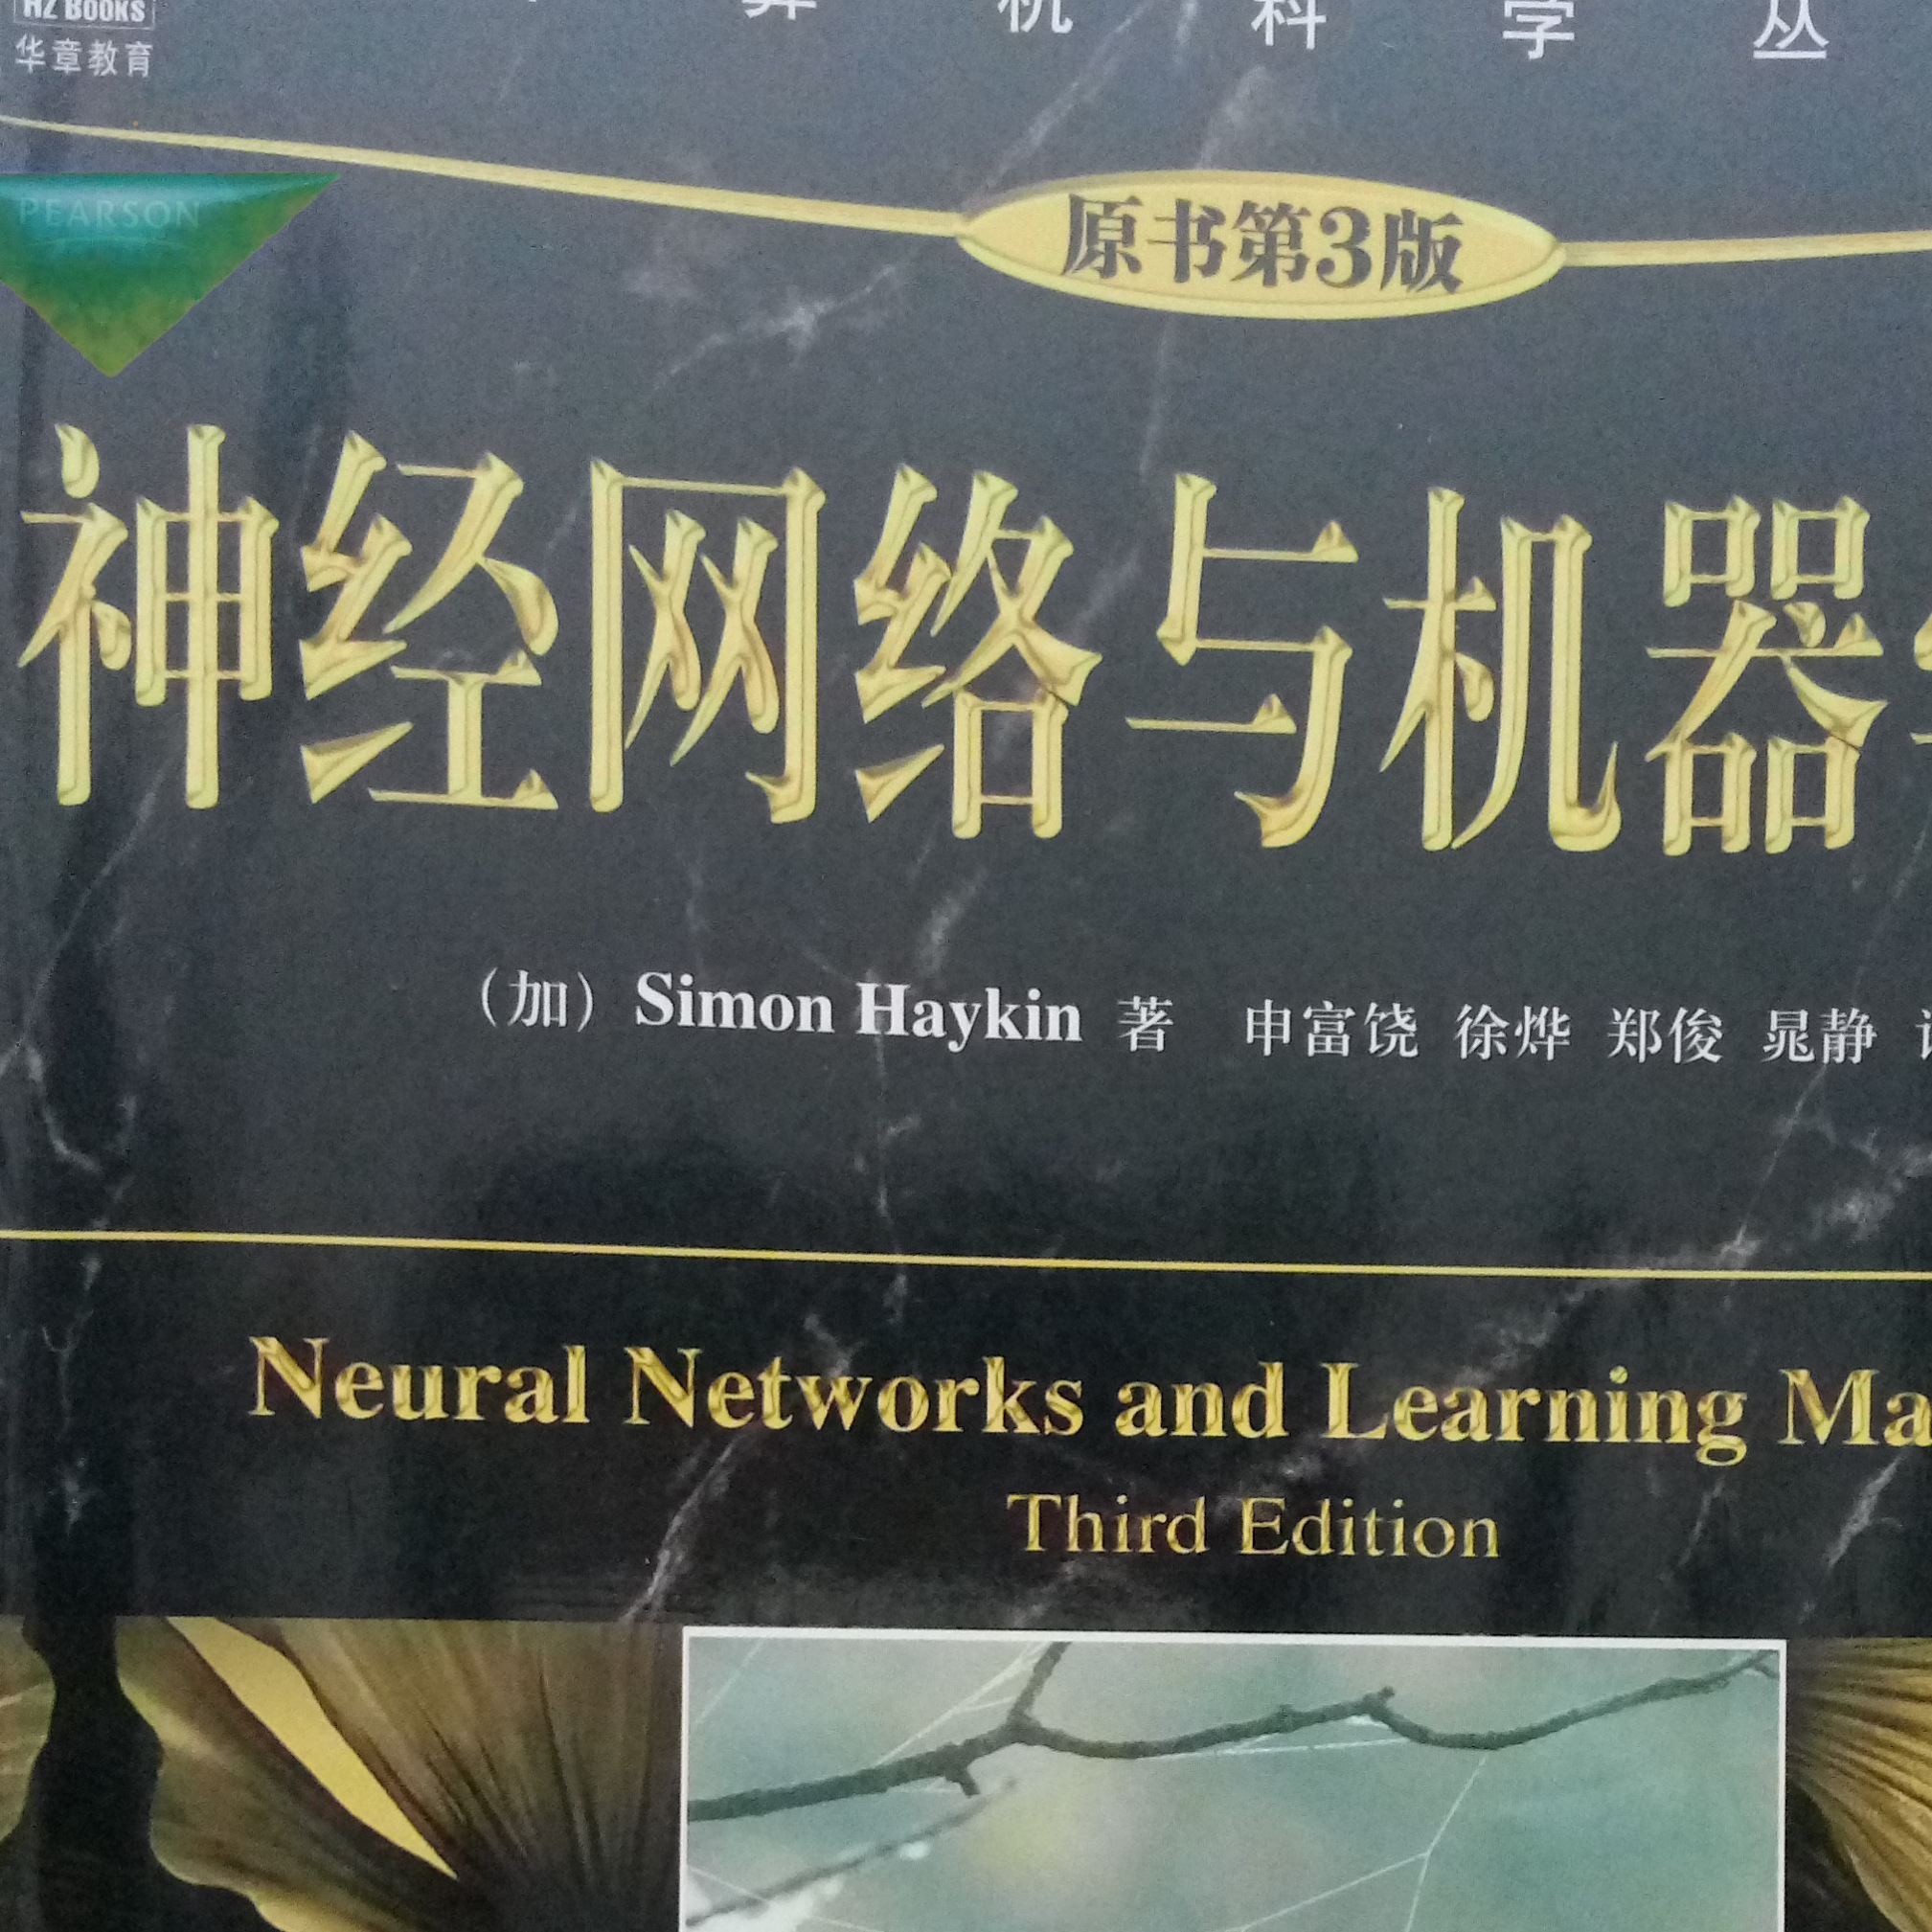 HZ BOOKS
华章教育
算 机 科 学 丛
PEARSON
原书第3版
神经网络与机器
(加) Simon Haykin 著 申富饶 徐烨 郑俊 晁静
Neural Networks and Learning Ma
Third Edition